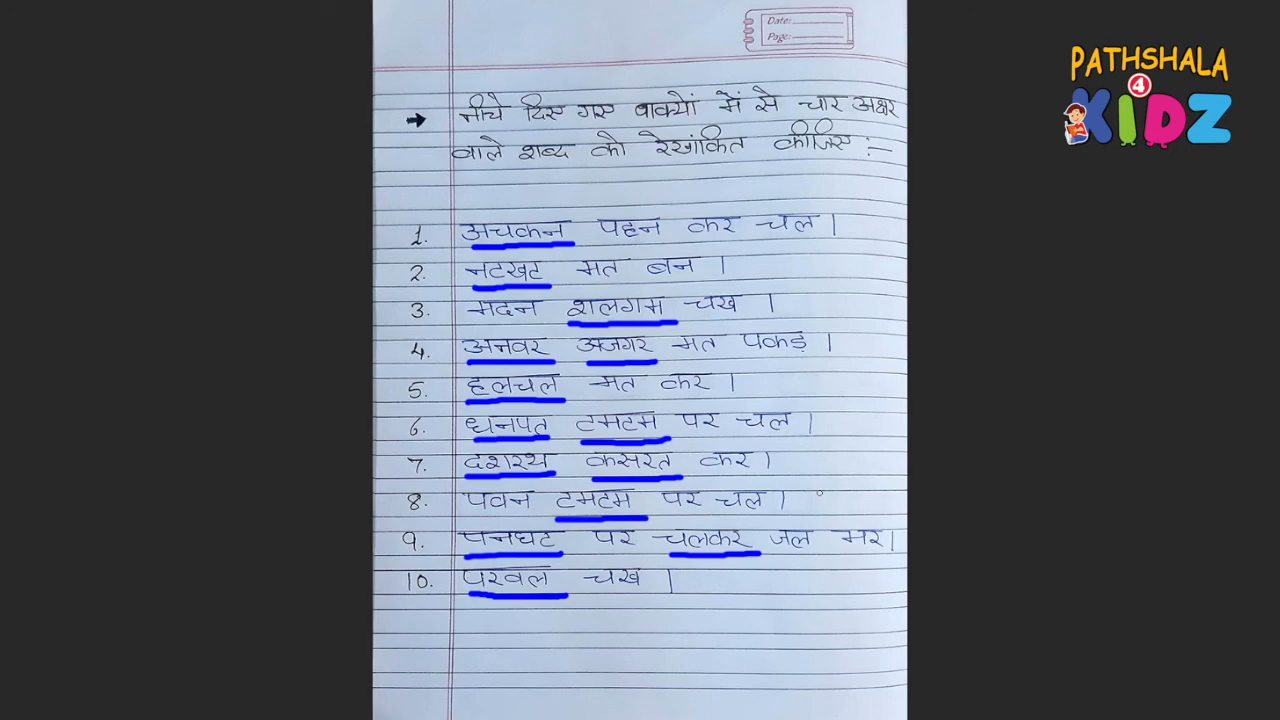 Date:
Page:
PATHSHALA
4
KIDZ
नीचे दिए गए वाक्यों में से चार अक्षर
वाले शब्द को रेखांकित कीजिए :-
1. अचकन पहन कर चल।
2. नटखट मत बन।
3. मदन शलगम चख।
4. अनवर अजगर मत पकड़।
5. हलचल मत कर।
6. धनपत टमटम पर चल।
7. दशरथ कसरत कर।
8. पवन टमटम पर चल।
9. पनघट पर चलकर जल भर।
10. परवल चख।